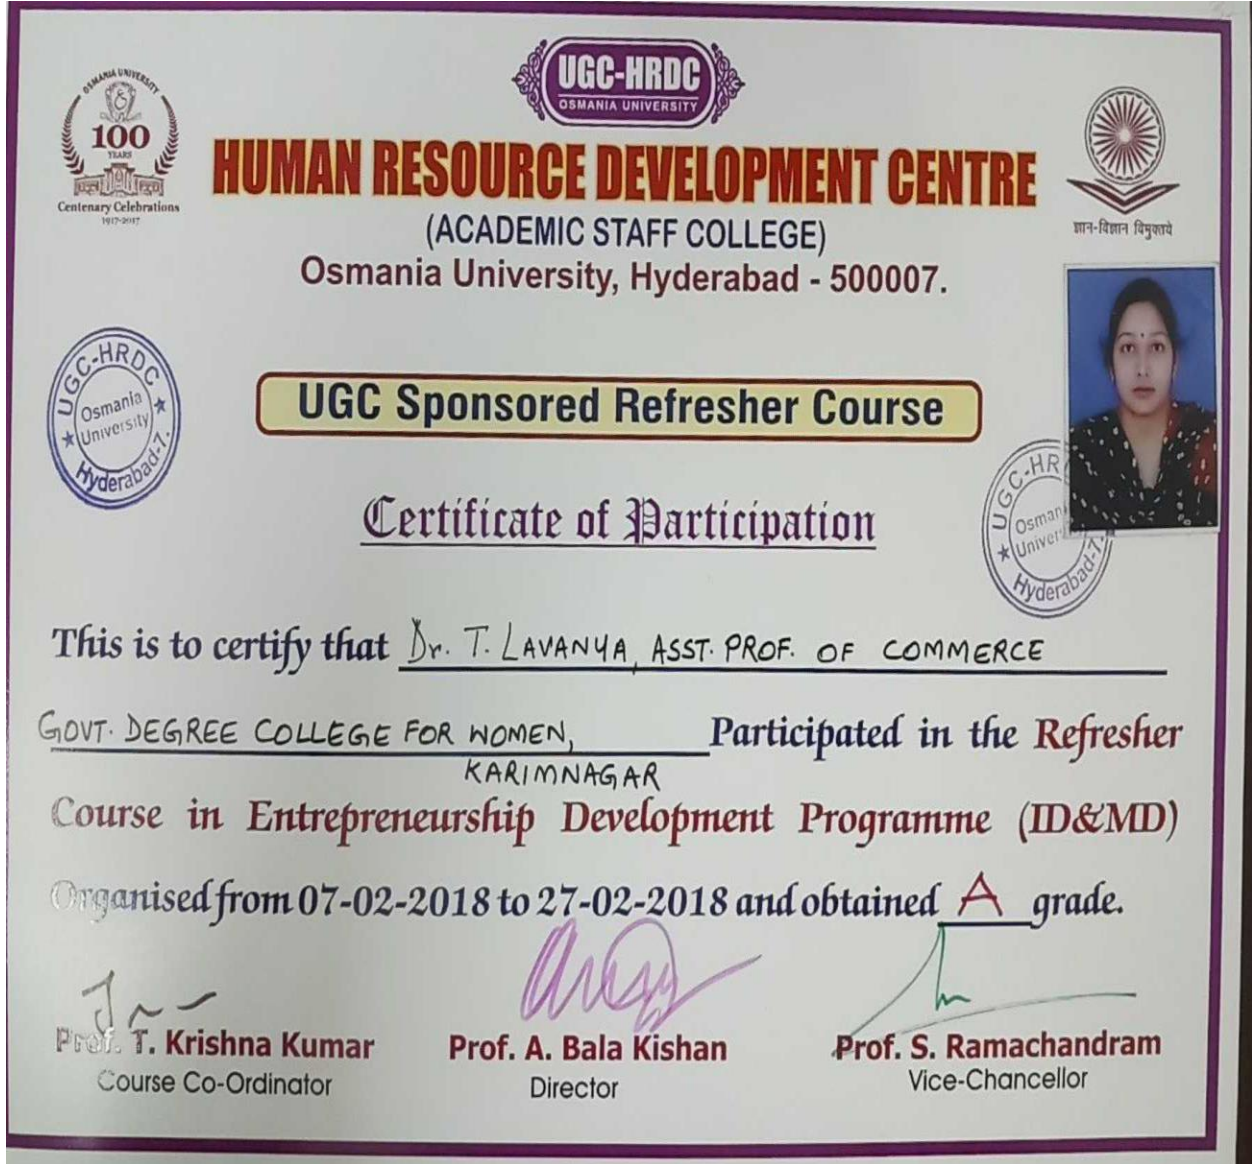 UGC-HRDC
OSMANIA UNIVERSITY
OSMANIA UNIVERSITY
100
YEARS
Centenary Celebrations
1917-2017
HUMAN RESOURCE DEVELOPMENT CENTRE
(ACADEMIC STAFF COLLEGE)
Osmania University, Hyderabad - 500007.
ज्ञान-विज्ञान विमुक्तये
UGC-HRDC
Osmania
University
Hyderabad-7.
UGC Sponsored Refresher Course
UGC-HR
Osman
Univer
Hyderabad-7.
Certificate of Participation
This is to certify that Dr. T. LAVANYA, ASST. PROF. OF COMMERCE
GOVT. DEGREE COLLEGE FOR WOMEN, Participated in the Refresher
KARIMNAGAR
Course in Entrepreneurship Development Programme (ID&MD)
Organised from 07-02-2018 to 27-02-2018 and obtained A grade.
Prof. T. Krishna Kumar
Course Co-Ordinator
Prof. A. Bala Kishan
Director
Prof. S. Ramachandram
Vice-Chancellor